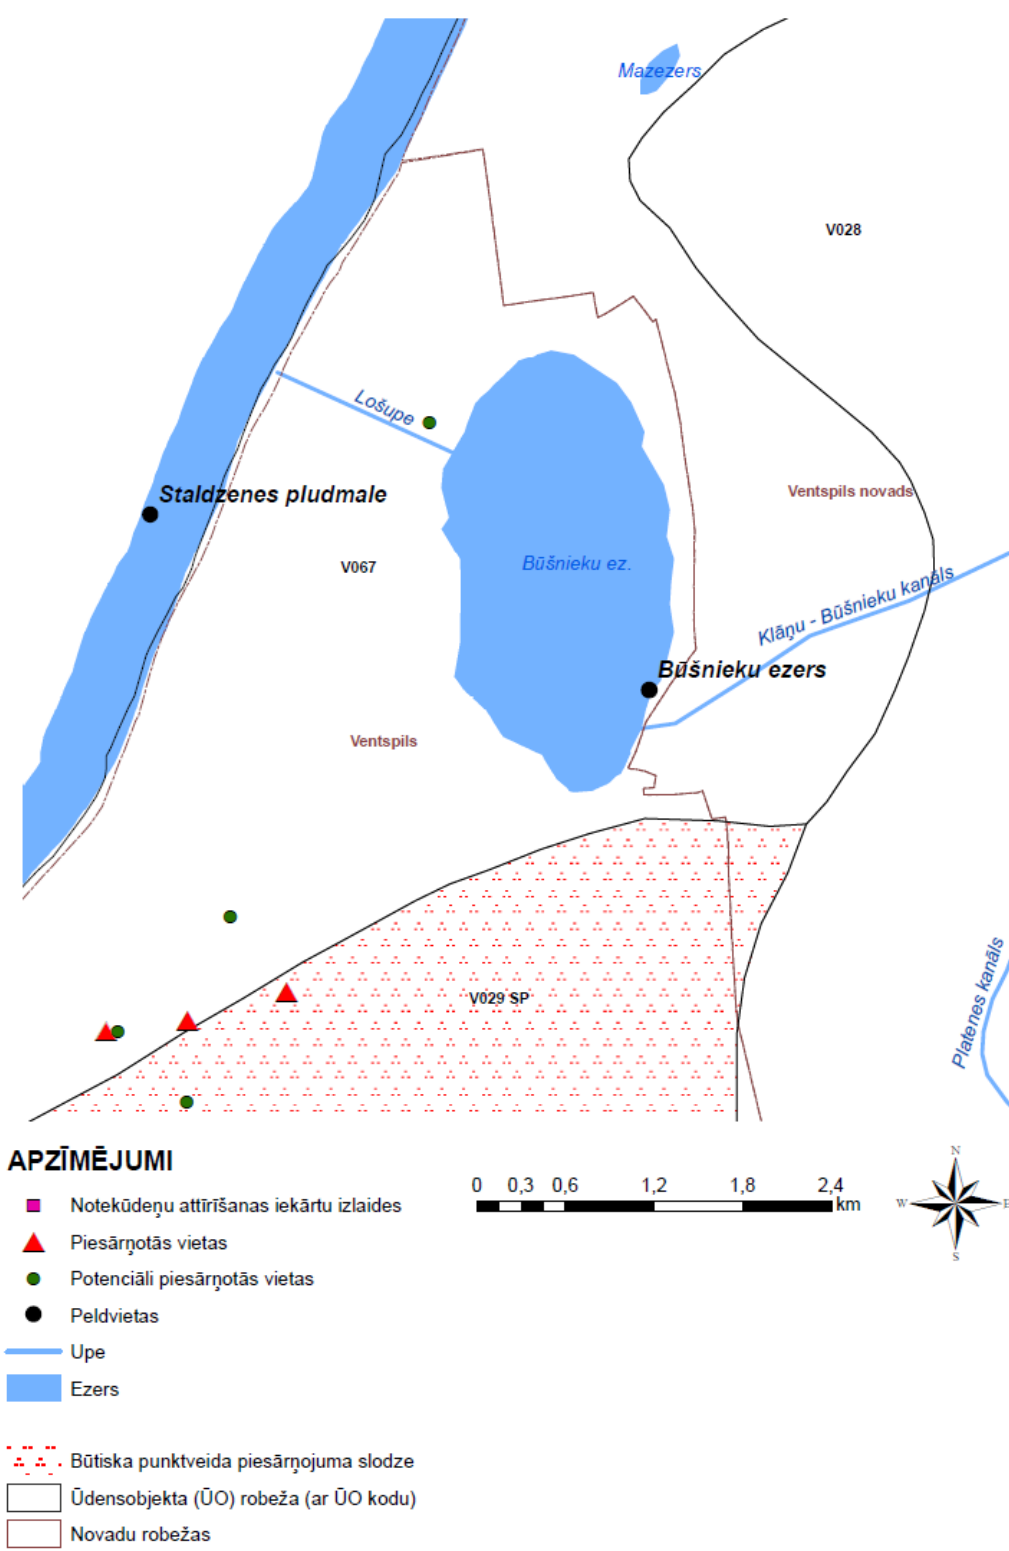 Mazezers
V028
Lošupe
Staldzenes pludmale
Ventspils novads
V067
Būšnieku ez.
Klāņu - Būšnieku kanāls
Būšnieku ezers
Ventspils
V029 SP
Platenes kanāls
APZĪMĒJUMI
Notekūdeņu attīrīšanas iekārtu izlaides
Piesārņotās vietas
Potenciāli piesārņotās vietas
Peldvietas
Upe
Ezers
Būtiska punktveida piesārņojuma slodze
Ūdensobjekta (ŪO) robeža (ar ŪO kodu)
Novadu robežas
0 0,3 0,6 1,2 1,8 2,4
km
N
W E
S